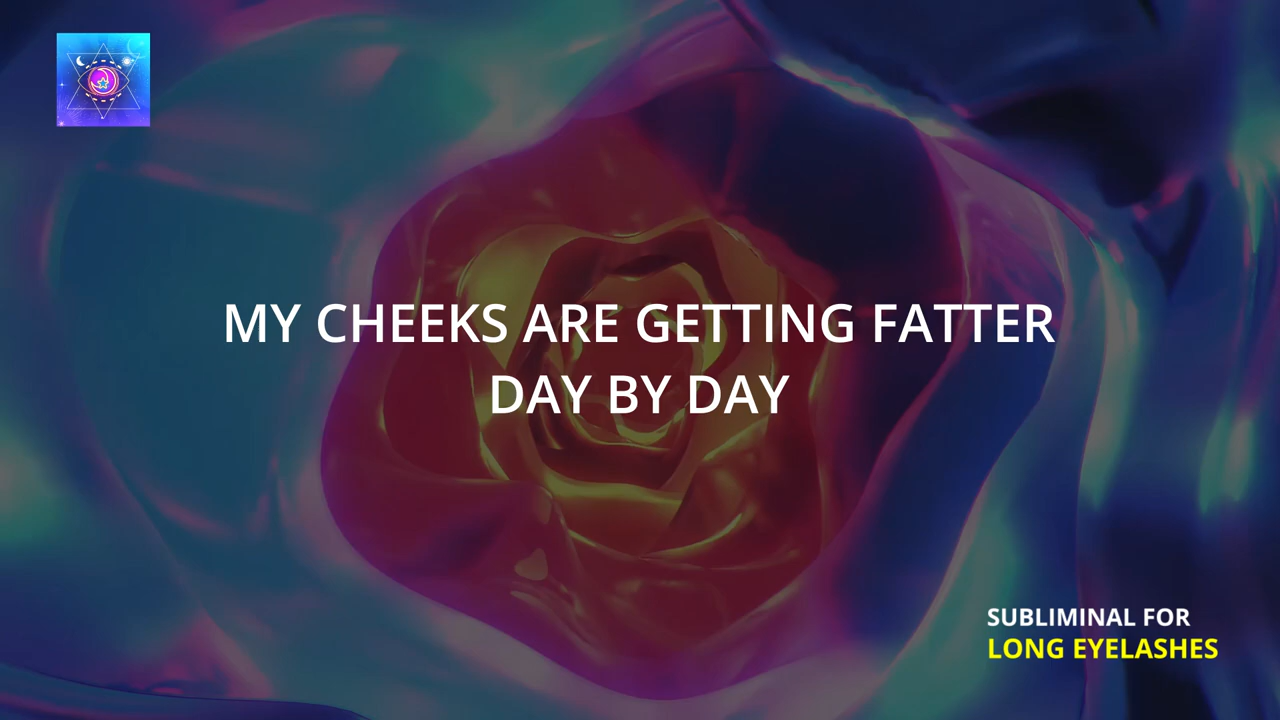 MY CHEEKS ARE GETTING FATTER
DAY BY DAY
SUBLIMINAL FOR
LONG EYELASHES